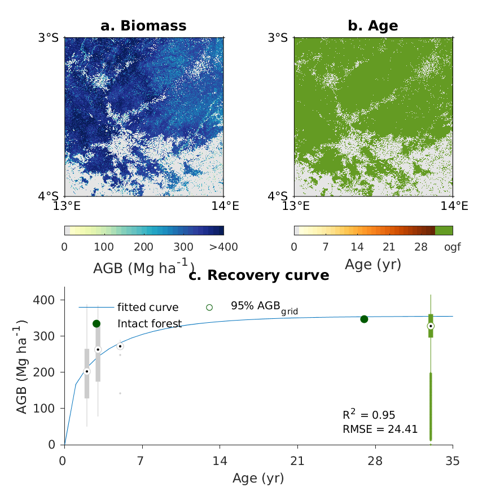 a. Biomass
b. Age
3°S
3°S
4°S
4°S
13°E
14°E
13°E
14°E
0
100
200
300
>400
0
7
14
21
28
ogf
AGB (Mg ha-1)
Age (yr)
c. Recovery curve
fitted curve
95% AGBgrid
Intact forest
400
300
200
100
0
AGB (Mg ha-1)
R2 = 0.95
RMSE = 24.41
0
7
14
21
28
35
Age (yr)